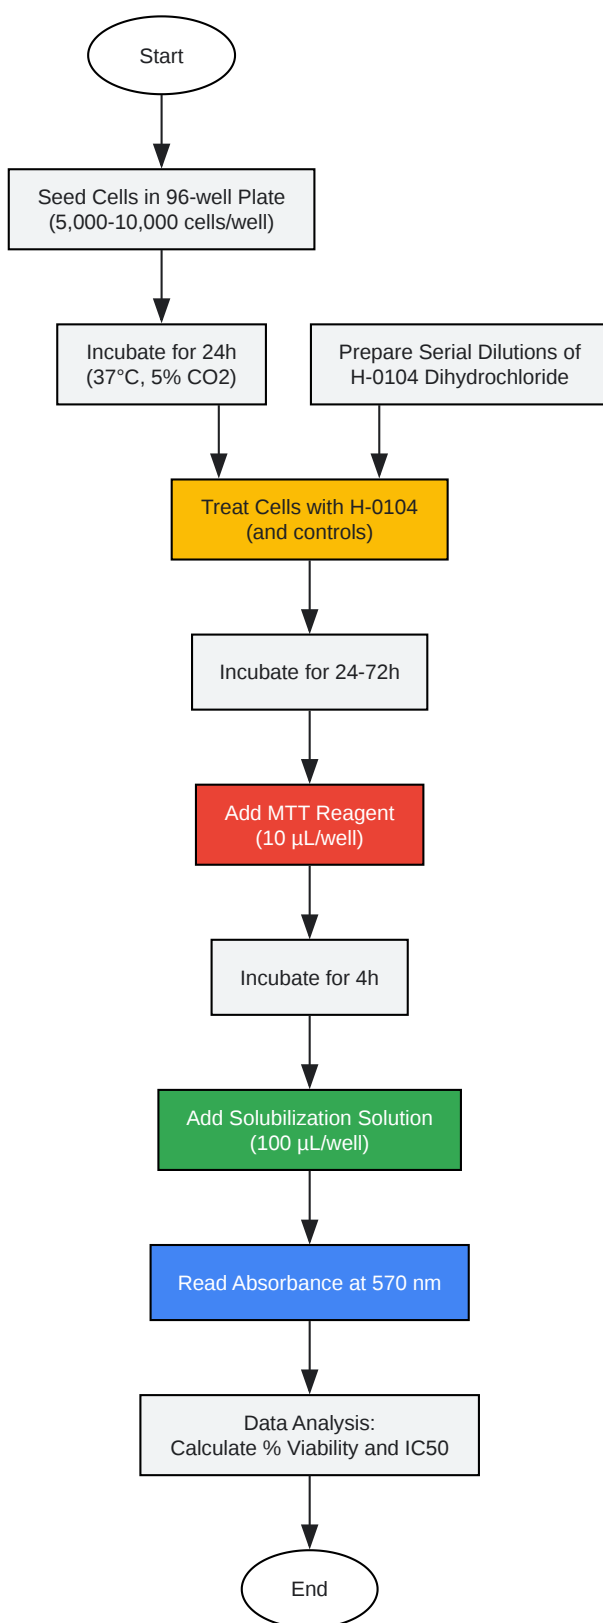 Start
Seed Cells in 96-well Plate
(5,000-10,000 cells/well)
Incubate for 24h
(37°C, 5% CO2)
Prepare Serial Dilutions of
H-0104 Dihydrochloride
Treat Cells with H-0104
(and controls)
Incubate for 24-72h
Add MTT Reagent
(10 µL/well)
Incubate for 4h
Add Solubilization Solution
(100 µL/well)
Read Absorbance at 570 nm
Data Analysis:
Calculate % Viability and IC50
End